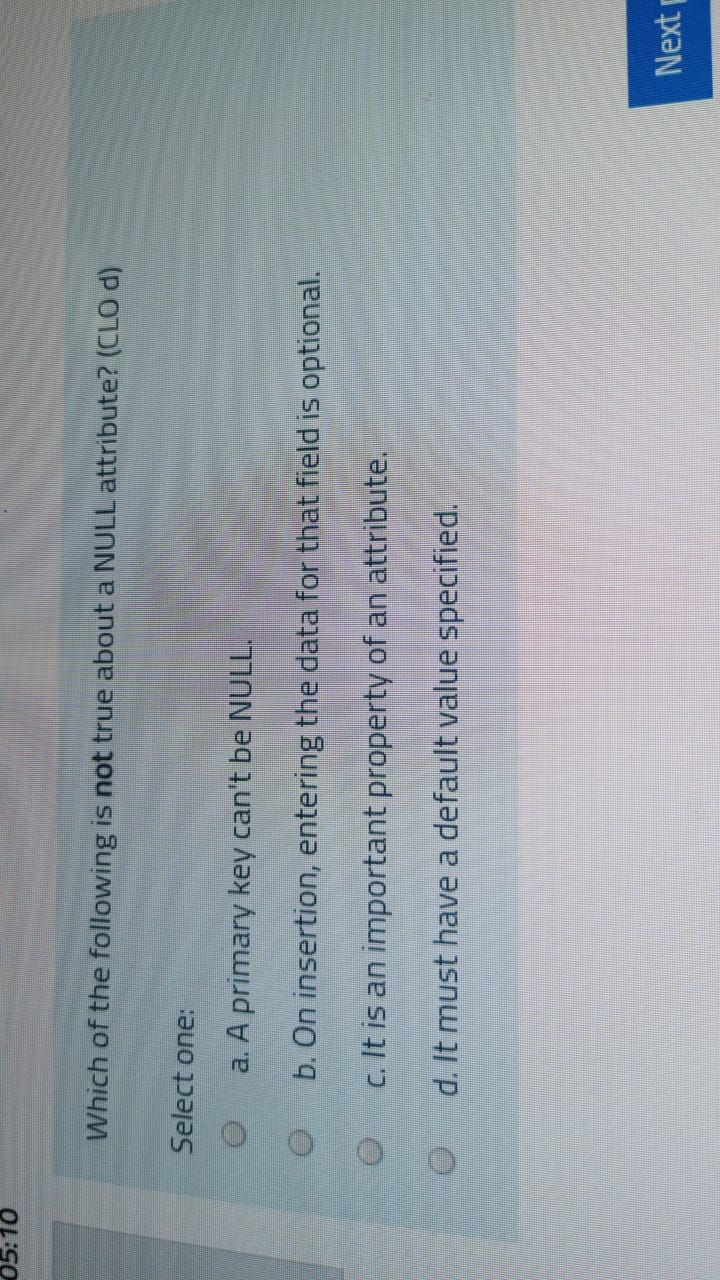 05:10
Which of the following is not true about a NULL attribute? (CLO d)
Select one:
a. A primary key can't be NULL.
b. On insertion, entering the data for that field is optional.
c. It is an important property of an attribute.
d. It must have a default value specified.
Next